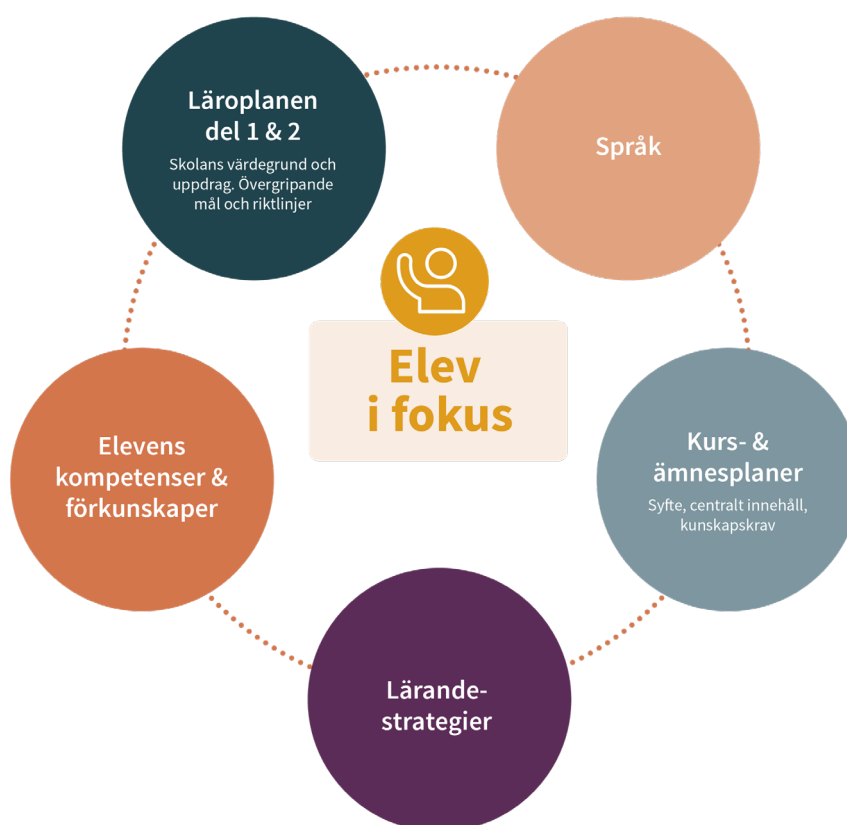 Läroplanen
del 1 & 2
Skolans värdegrund och
uppdrag. Övergripande
mål och riktlinjer
Språk
Elev
i fokus
Elevens
kompetenser &
förkunskaper
Kurs- &
ämnesplaner
Syfte, centralt innehåll,
kunskapskrav
Lärande-
strategier